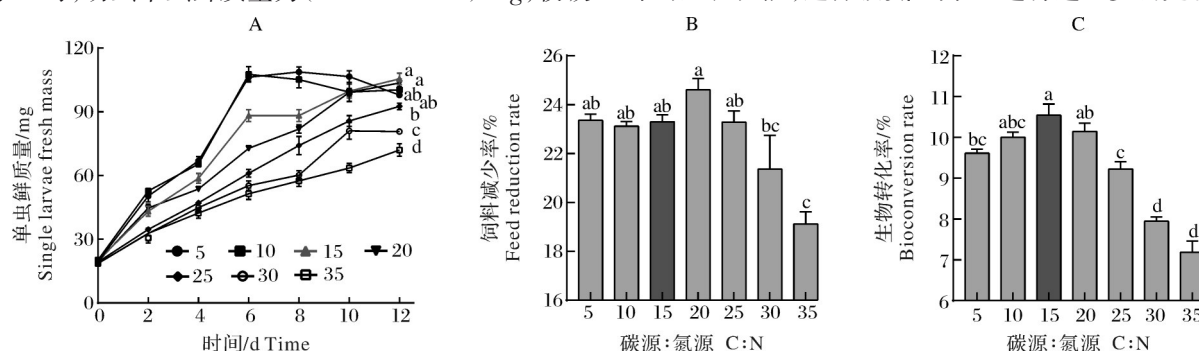 A
单虫鲜质量/mg
Single larvae fresh mass
120
90
60
30
0
a
a
ab
ab
b
c
d
5 10 15 20
25 30 35
0 2 4 6 8 10 12
时间/d Time
B
饲料减少率/%
Feed reduction rate
26
24
22
20
18
16
ab ab ab a ab bc c
5 10 15 20 25 30 35
碳源:氮源 C:N
C
生物转化率/%
Bioconversion rate
12
11
10
9
8
7
6
bc abc a ab c d d
5 10 15 20 25 30 35
碳源:氮源 C:N